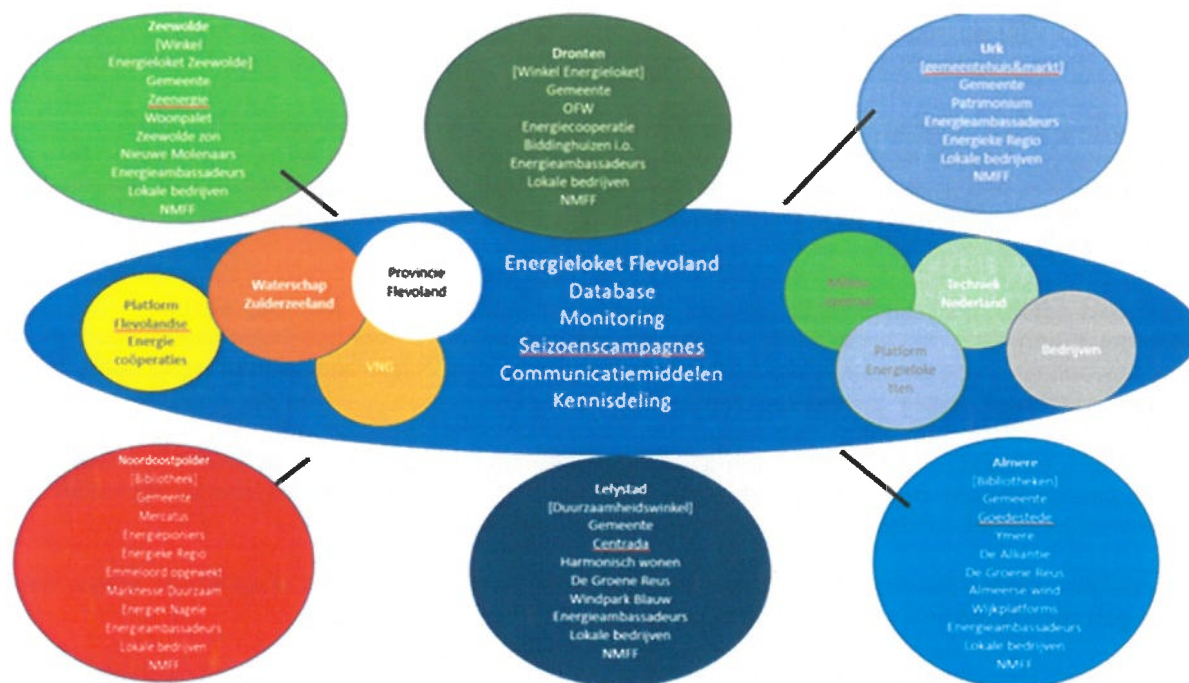 Zeewolde
[Winkel
Energieloket Zeewolde]
Gemeente
Zeenergie
Woonpalet
Zeewolde zon
Nieuwe Molenaars
Energieambassadeurs
Lokale bedrijven
NMFF
Dronten
[Winkel Energieloket]
Gemeente
OFW
Energiecooperatie
Biddinghuizen i.o.
Energieambassadeurs
Lokale bedrijven
NMFF
Urk
[gemeentehuis&markt]
Gemeente
Patrimonium
Energieambassadeurs
Energieke Regio
Lokale bedrijven
NMFF
Platform
Flevolandse
Energie
coöperaties
Waterschap
Zuiderzeeland
Provincie
Flevoland
VNG
Energieloket Flevoland
Database
Monitoring
Seizoenscampagnes
Communicatiemiddelen
Kennisdeling
Techniek
Nederland
Platform
Energieloke
tten
Bedrijven
Noordoostpolder
[Bibliotheek]
Gemeente
Mercatus
Energiepioniers
Energieke Regio
Emmeloord opgewekt
Marknesse Duurzaam
Energiek Nagele
Energieambassadeurs
Lokale bedrijven
NMFF
Lelystad
[Duurzaamheidswinkel]
Gemeente
Centrada
Harmonisch wonen
De Groene Reus
Windpark Blauw
Energieambassadeurs
Lokale bedrijven
NMFF
Almere
[Bibliotheken]
Gemeente
Goedestede
Ymere
De Alliantie
De Groene Reus
Almeerse wind
Wijkplatforms
Energieambassadeurs
Lokale bedrijven
NMFF